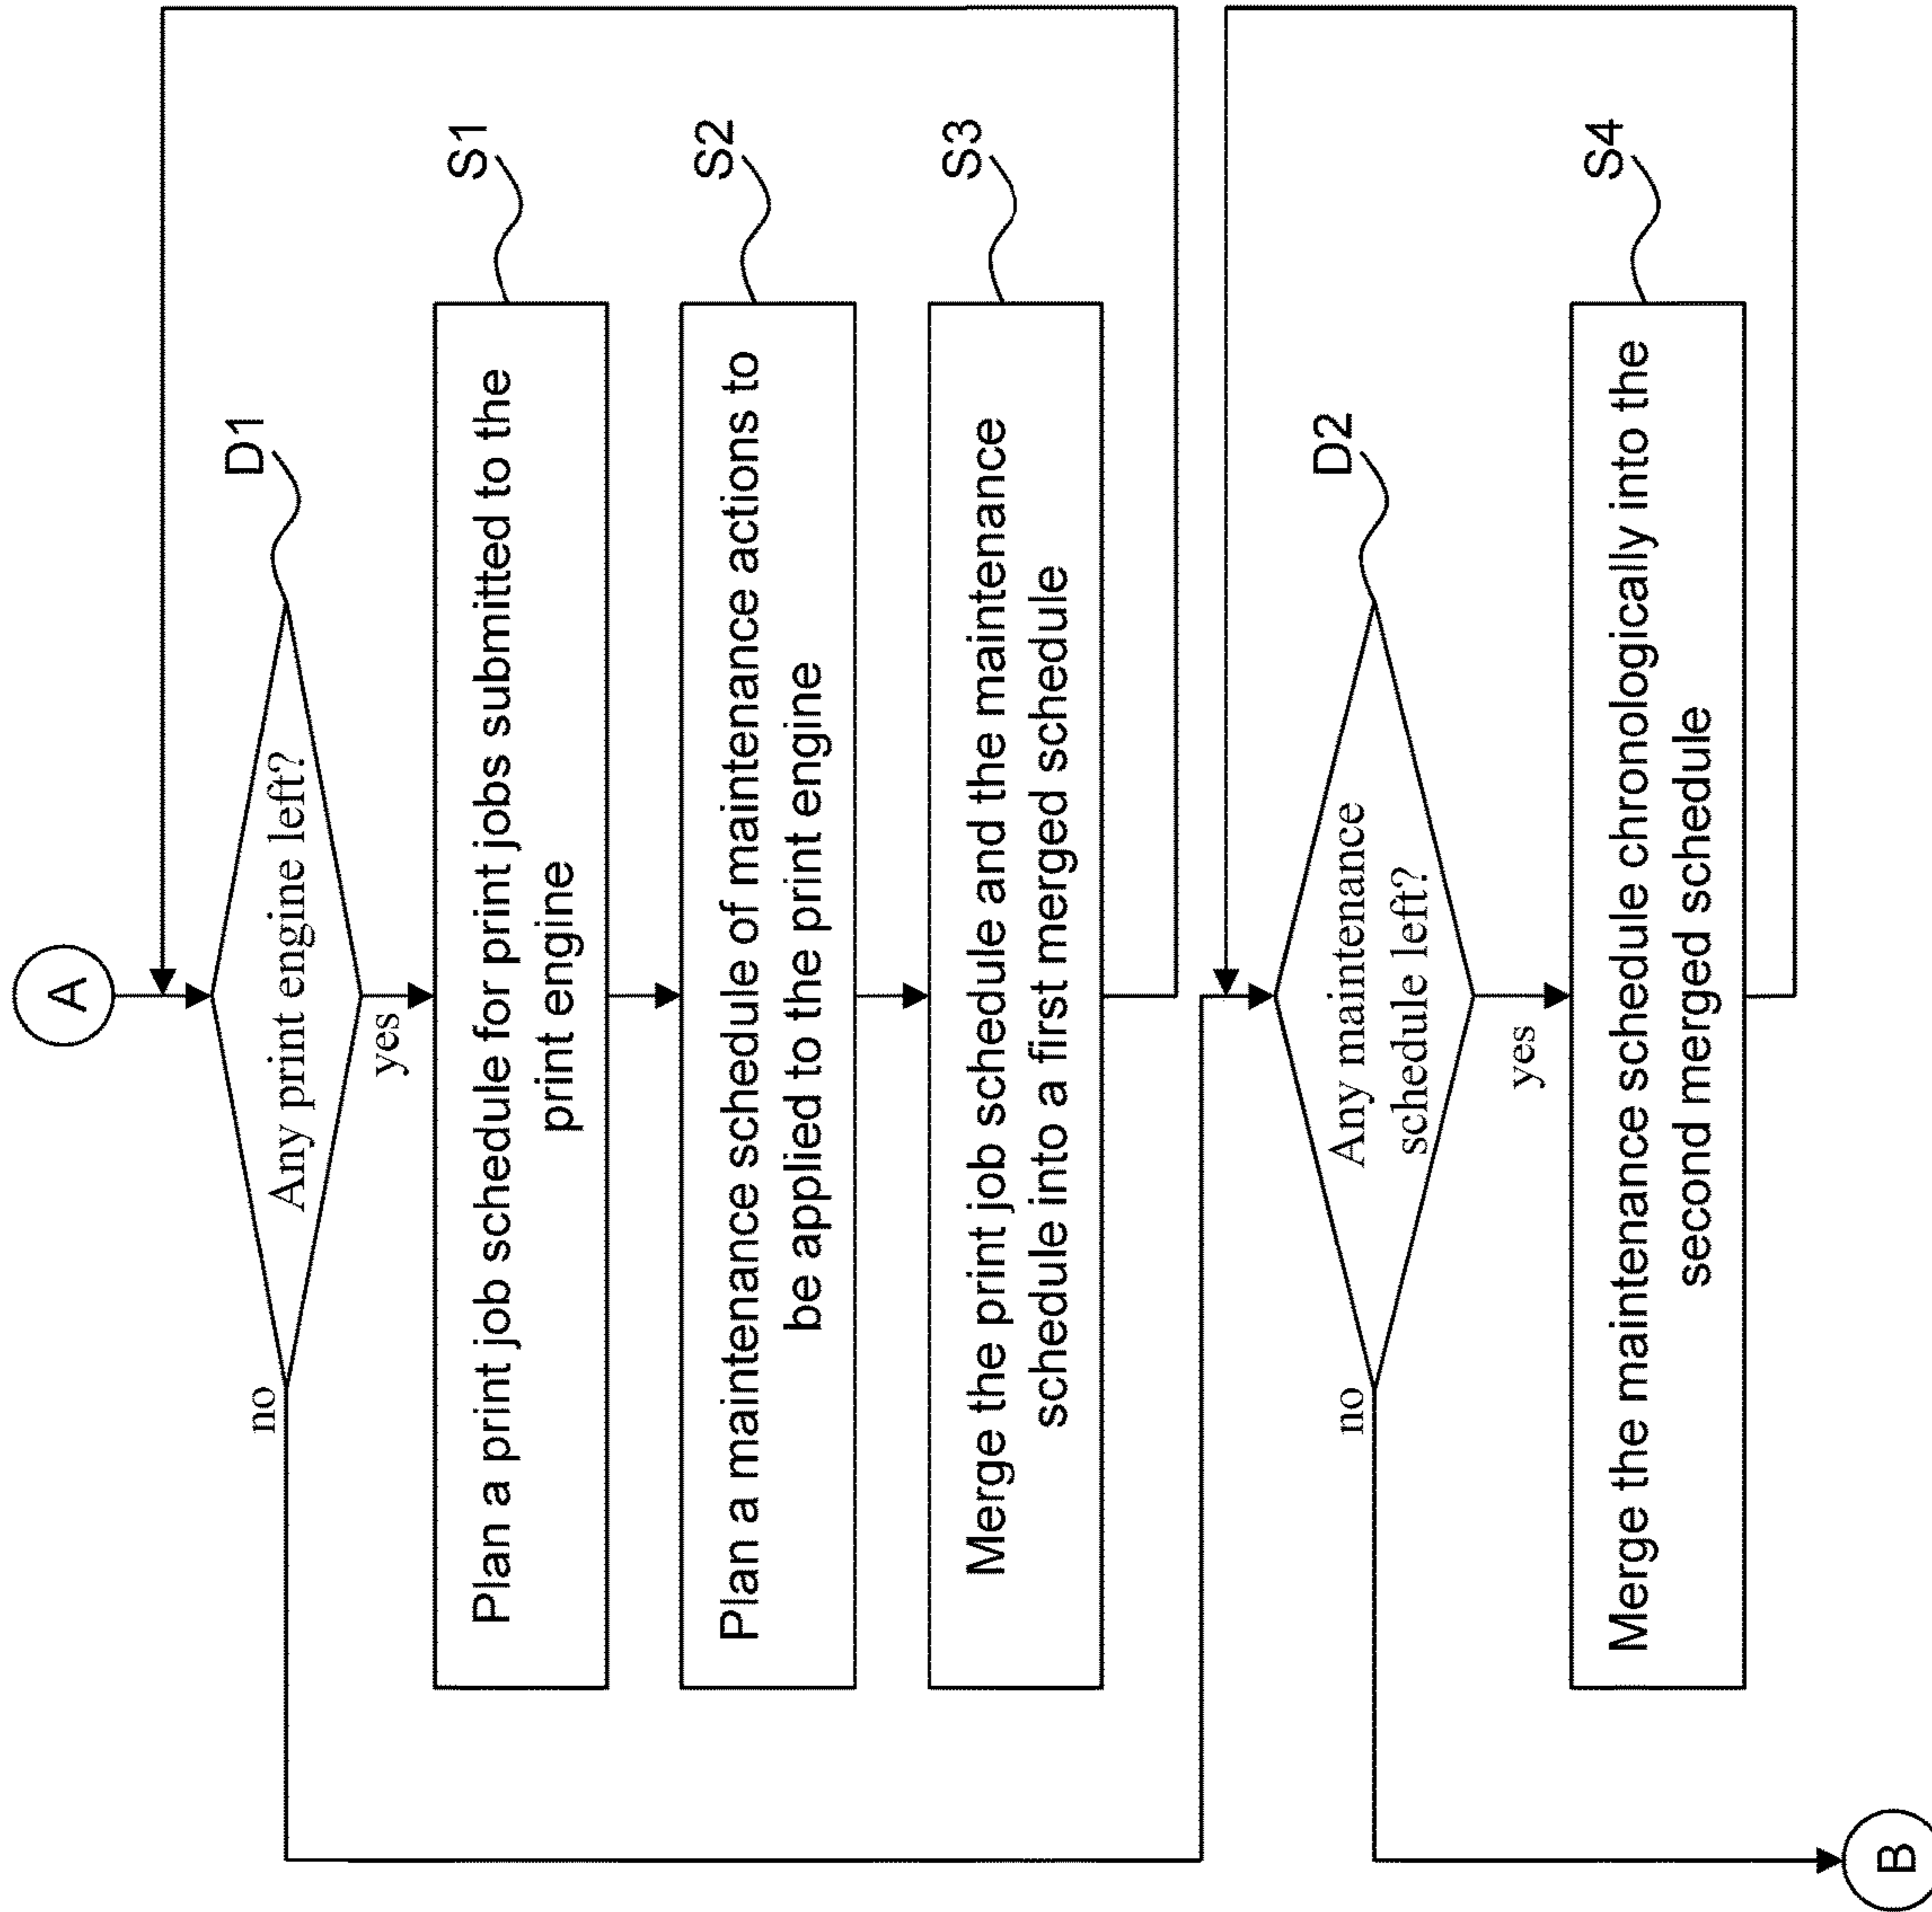 A
D1
Any print engine left?
no
yes
S1
Plan a print job schedule for print jobs submitted to the
print engine
S2
Plan a maintenance schedule of maintenance actions to
be applied to the print engine
S3
Merge the print job schedule and the maintenance
schedule into a first merged schedule
D2
Any maintenance
schedule left?
no
yes
S4
Merge the maintenance schedule chronologically into the
second merged schedule
B